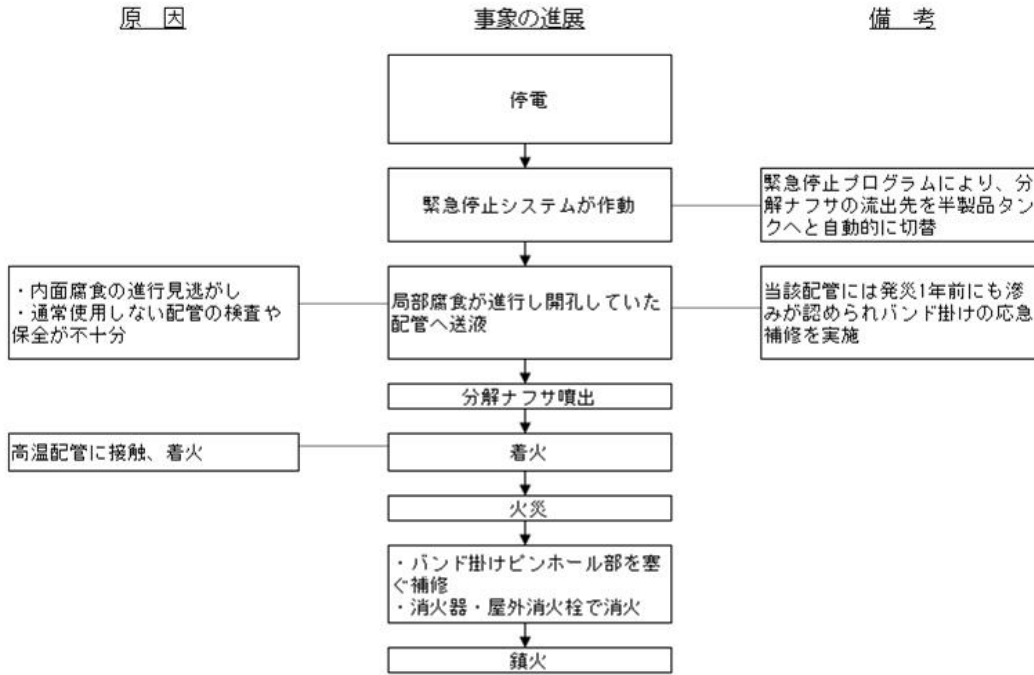 原　因
事象の進展
備　考
停電
緊急停止システムが作動
緊急停止プログラムにより、分
解ナフサの流出先を半製品タン
クへと自動的に切替
・内面腐食の進行見逃がし
・通常使用しない配管の検査や
保全が不十分
局部腐食が進行し開孔していた
配管へ送液
当該配管には発災1年前にも滲
みが認められバンド掛けの応急
補修を実施
分解ナフサ噴出
高温配管に接触、着火
着火
火災
・バンド掛けピンホール部を塞
ぐ補修
・消火器・屋外消火栓で消火
鎮火